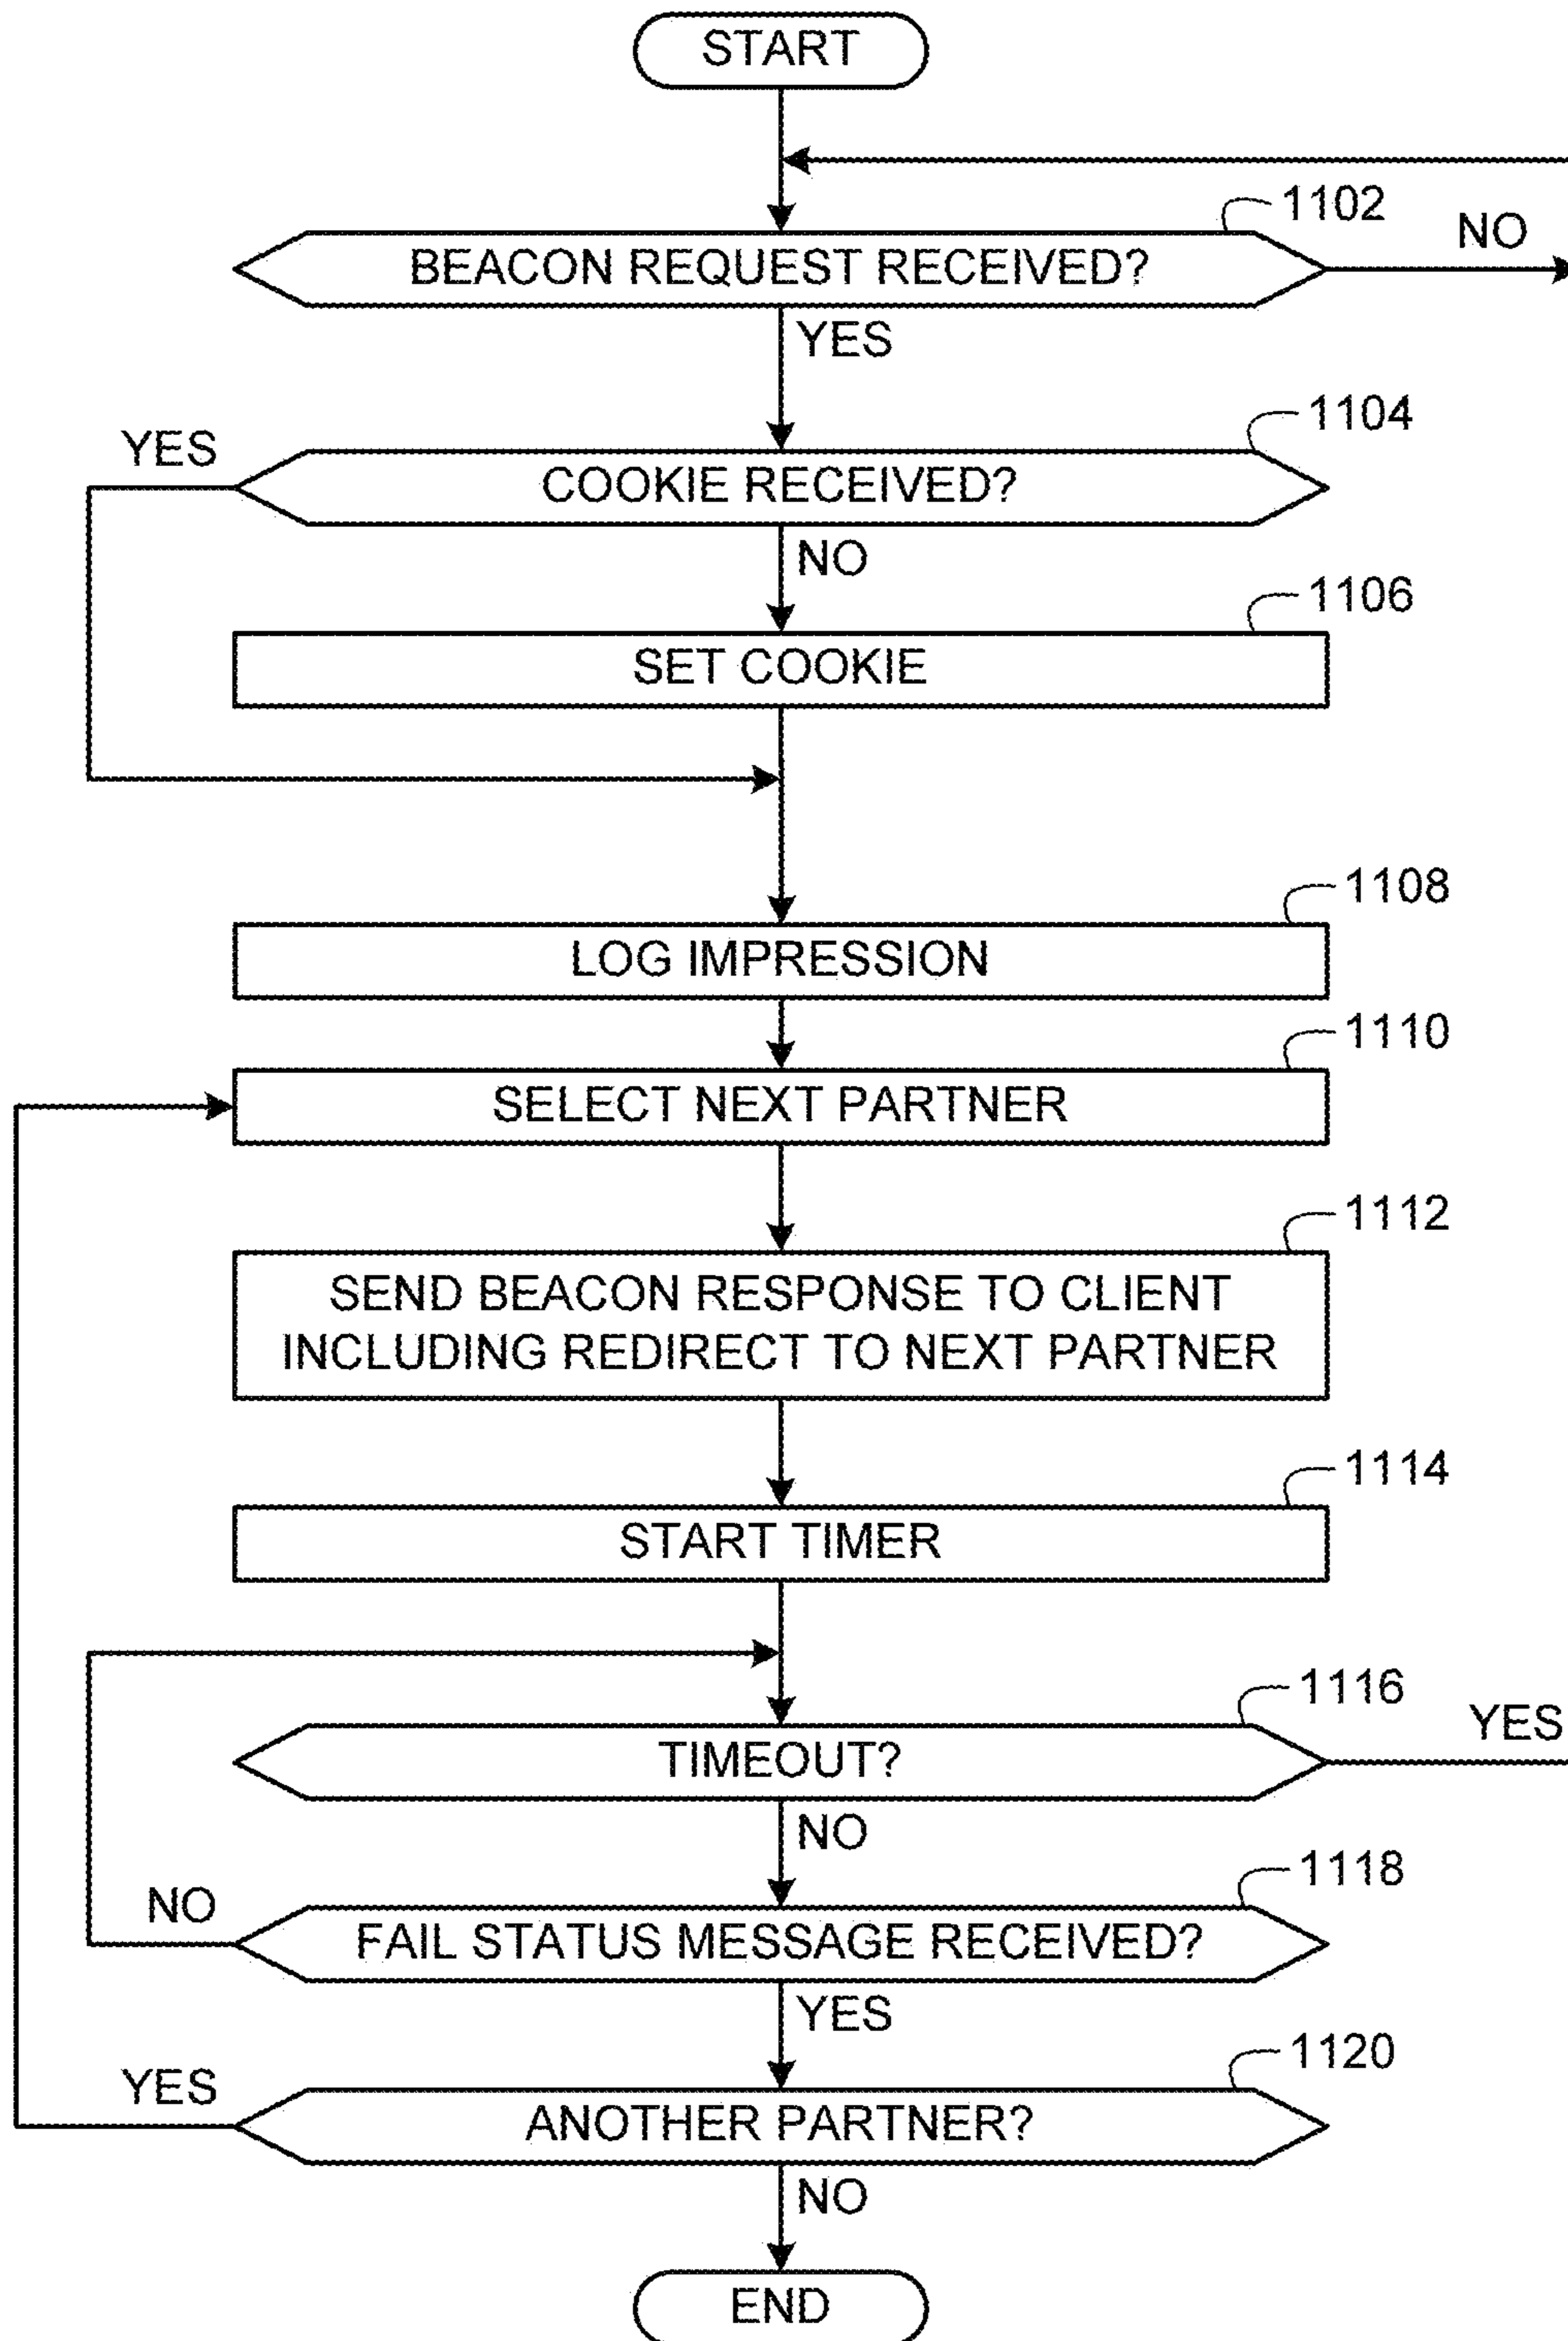 START
1102
NO
BEACON REQUEST RECEIVED?
YES
1104
YES
COOKIE RECEIVED?
NO
1106
SET COOKIE
1108
LOG IMPRESSION
1110
SELECT NEXT PARTNER
1112
SEND BEACON RESPONSE TO CLIENT
INCLUDING REDIRECT TO NEXT PARTNER
1114
START TIMER
1116
YES
TIMEOUT?
NO
1118
NO
FAIL STATUS MESSAGE RECEIVED?
YES
1120
YES
ANOTHER PARTNER?
NO
END